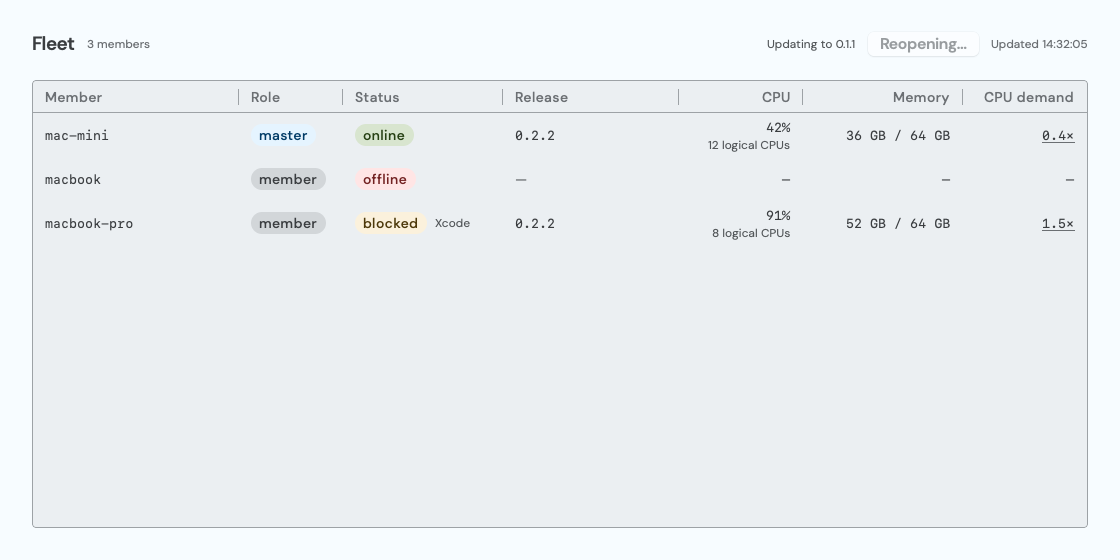 Fleet 3 members Updating to 0.1.1 Reopening... Updated 14:32:05
Member Role Status Release CPU Memory CPU demand
mac-mini master online 0.2.2 42% 36 GB / 64 GB 0.4×
12 logical CPUs
macbook member offline — — — —
macbook-pro member blocked Xcode 0.2.2 91% 52 GB / 64 GB 1.5×
8 logical CPUs